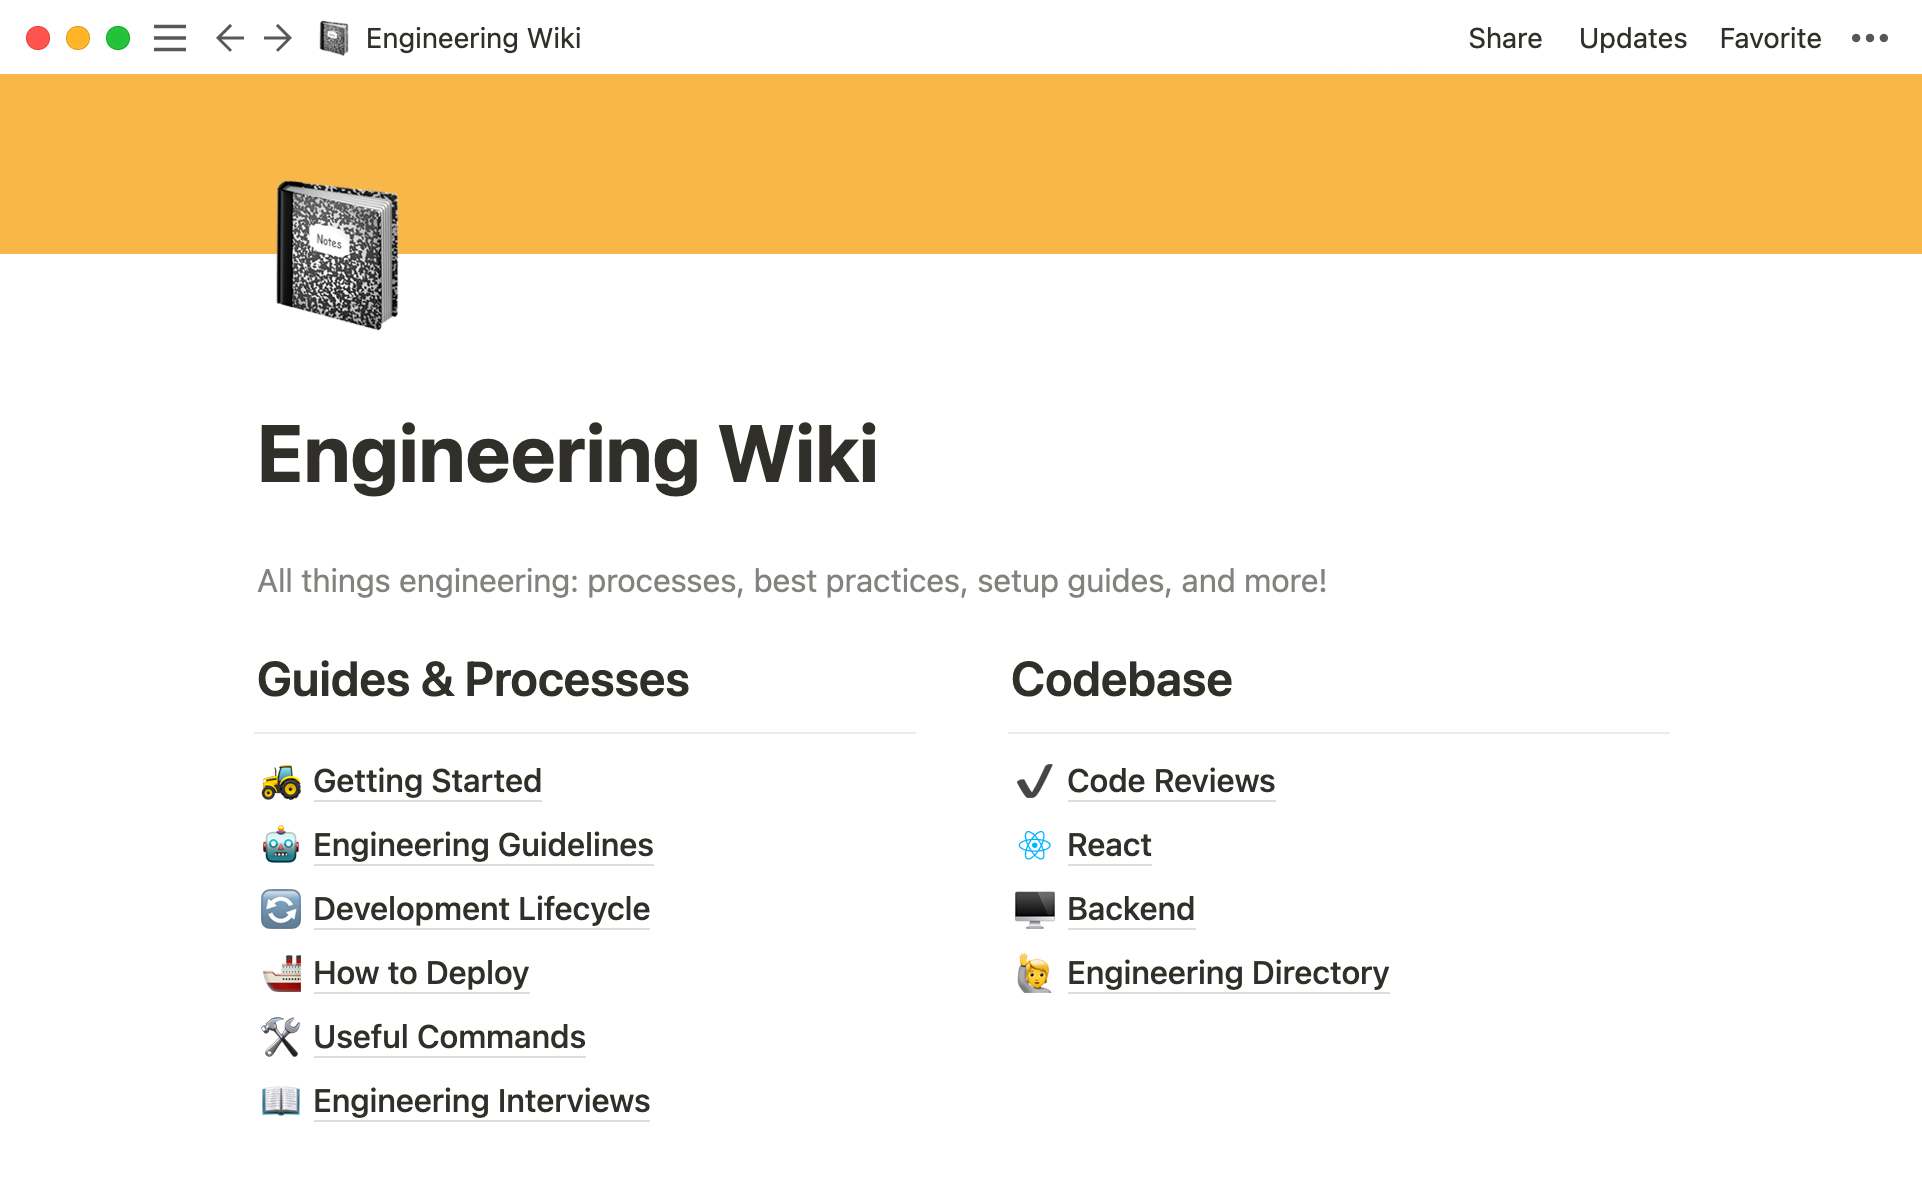 Engineering Wiki
Share
Updates
Favorite
Notes
Engineering Wiki
All things engineering: processes, best practices, setup guides, and more!
Guides & Processes
Getting Started
Engineering Guidelines
Development Lifecycle
How to Deploy
Useful Commands
Engineering Interviews
Codebase
Code Reviews
React
Backend
Engineering Directory